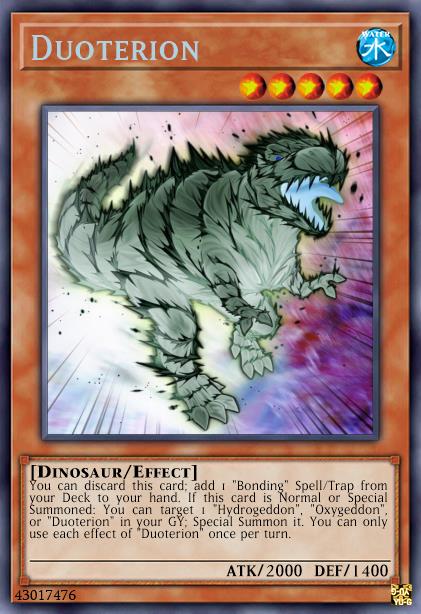 DUOTERION
WATER
水
[DINOSAUR/EFFECT]
You can discard this card; add 1 "Bonding" Spell/Trap from
your Deck to your hand. If this card is Normal or Special
Summoned: You can target 1 "Hydrogeddon", "Oxygeddon",
or "Duoterion" in your GY; Special Summon it. You can only
use each effect of "Duoterion" once per turn.
ATK/2000 DEF/1400
43017476